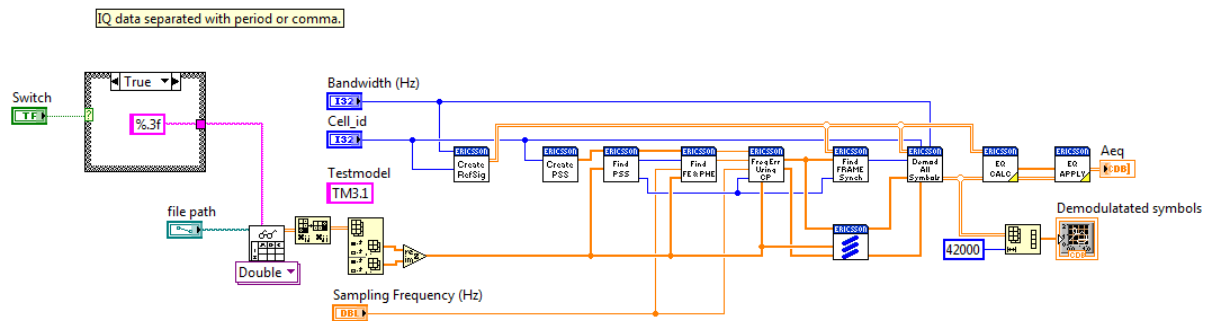 IQ data separated with period or comma.
True
Switch
TF
?
%.3f
Bandwidth (Hz)
I32
Cell_id
I32
Testmodel
TM3.1
file path
Double
Sampling Frequency (Hz)
DBL
ERICSSON
Create
RefSig
ERICSSON
Create
PSS
ERICSSON
Find
PSS
ERICSSON
Find
FE&PHE
ERICSSON
FreqErr
Using
CP
ERICSSON
Find
FRAME
Synch
ERICSSON
Demod
All
Symbols
ERICSSON
EQ
CALC
ERICSSON
EQ
APPLY
Aeq
CDB
ERICSSON
re
im
Demodulatated symbols
42000
CDB